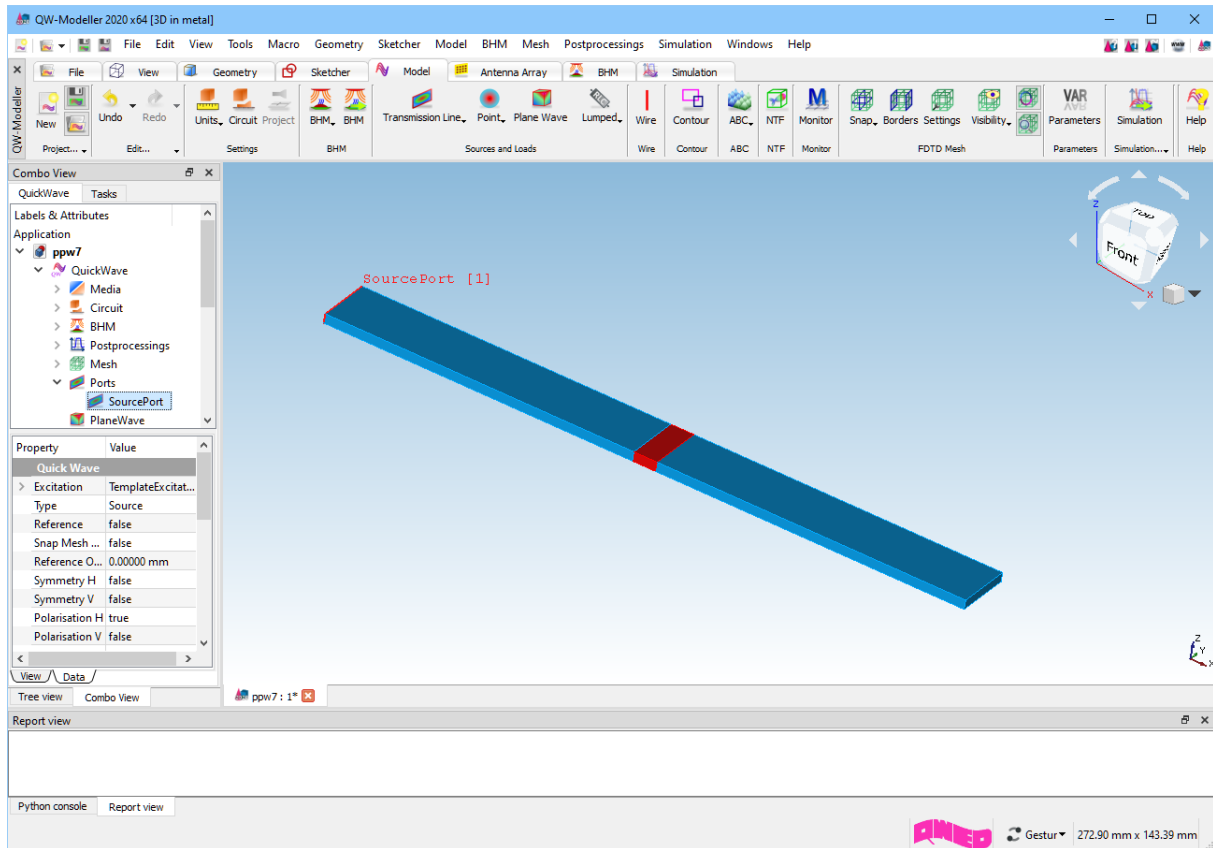 QW-Modeller 2020 x64 [3D in metal]
File Edit View Tools Macro Geometry Sketcher Model BHM Mesh Postprocessings Simulation Windows Help
File View Geometry Sketcher Model Antenna Array BHM Simulation
QW-Modeller
New Undo Redo Units Circuit Project BHM BHM Transmission Line Point Plane Wave Lumped Wire Contour ABC NTF Monitor Snap Borders Settings Visibility VAR Parameters Simulation Help
Project... Edit... Settings BHM Sources and Loads Wire Contour ABC NTF Monitor FDTD Mesh Parameters Simulation... Help
Combo View
QuickWave Tasks
Labels & Attributes
Application
ppw7
QuickWave
Media
Circuit
BHM
Postprocessings
Mesh
Ports
SourcePort
PlaneWave
Property Value
Quick Wave
Excitation TemplateExcitat...
Type Source
Reference false
Snap Mesh ... false
Reference O... 0.00000 mm
Symmetry H false
Symmetry V false
Polarisation H true
Polarisation V false
View Data
Tree view Combo View
SourcePort [1]
Top
Front
z
x
Z
Y
X
ppw7 : 1*
Report view
Python console Report view
QWED
Gestur 272.90 mm x 143.39 mm